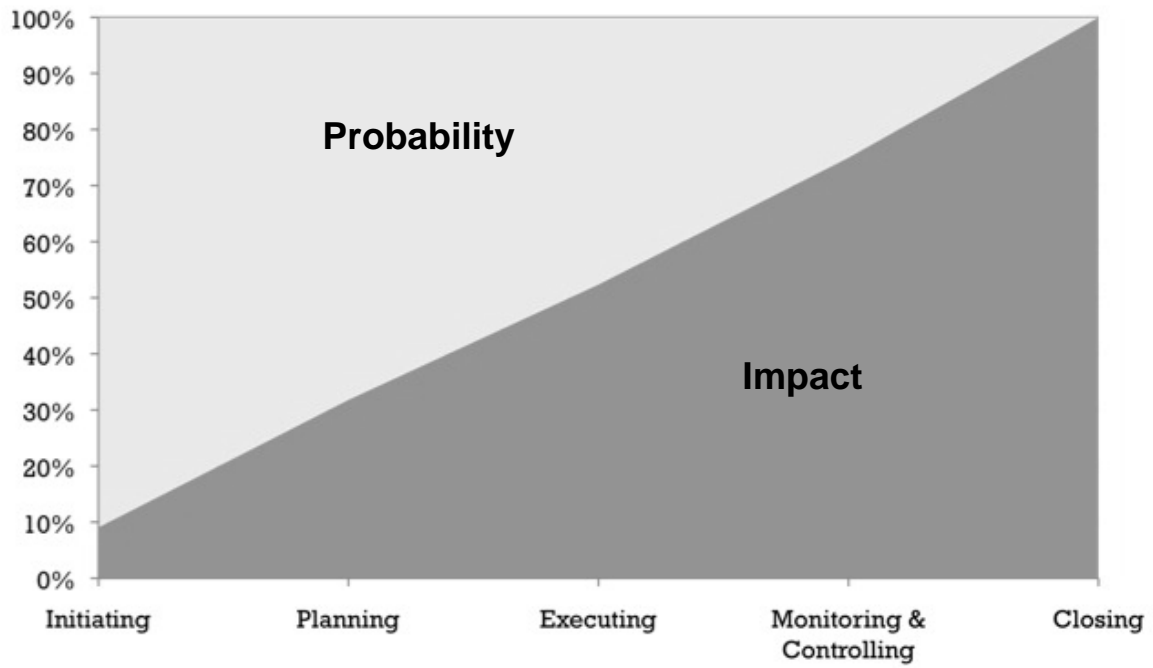 100%
90%
80%
70%
60%
50%
40%
30%
20%
10%
0%
Probability
Impact
Initiating
Planning
Executing
Monitoring &
Controlling
Closing